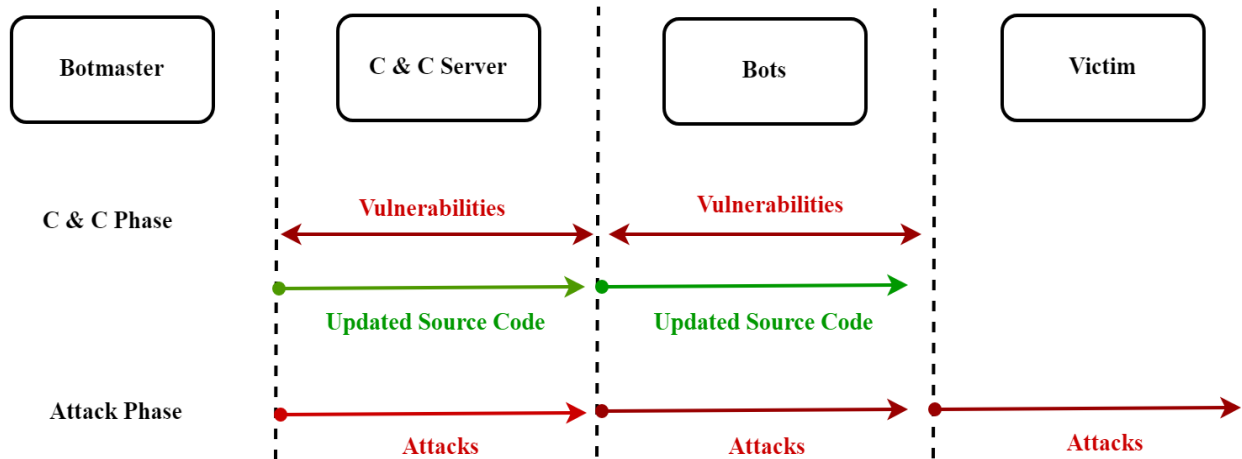 Botmaster
C & C Server
Bots
Victim
C & C Phase
Vulnerabilities
Vulnerabilities
Updated Source Code
Updated Source Code
Attack Phase
Attacks
Attacks
Attacks